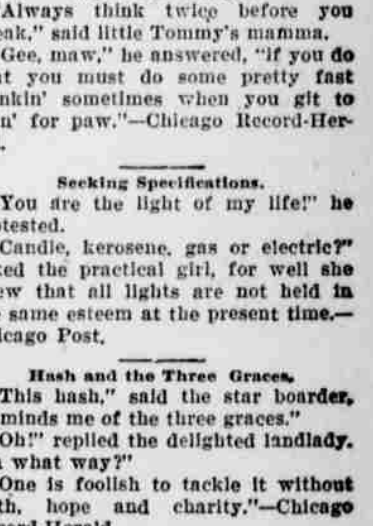 Always think twice before you
eak," said little Tommy's mamma.
Gee, maw," he answered, "if you do
t you must do some pretty fast
nkin' sometimes when you git to
n' for paw."—Chicago Record-Her-
.
Seeking Specifications.
You are the light of my life!" he
tested.
Candle, kerosene, gas or electric?"
ed the practical girl, for well she
ew that all lights are not held in
same esteem at the present time.—
icago Post.
Hash and the Three Graces.
This hash," said the star boarder,
minds me of the three graces."
Oh!" replied the delighted landlady.
what way?"
One is foolish to tackle it without
th, hope and charity."—Chicago
cord Herald.